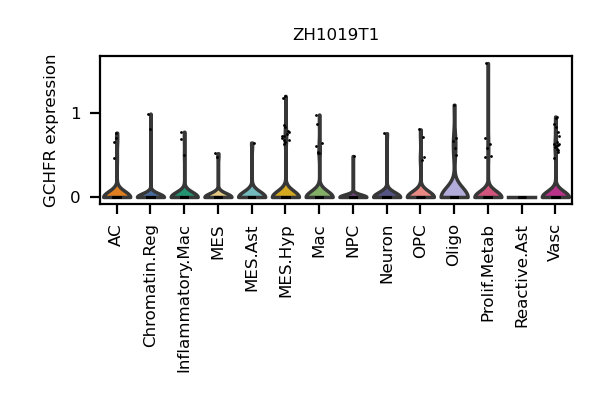 ZH1019T1
GCHFR expression
1
0
AC
Chromatin.Reg
Inflammatory.Mac
MES
MES.Ast
MES.Hyp
Mac
NPC
Neuron
OPC
Oligo
Prolif.Metab
Reactive.Ast
Vasc